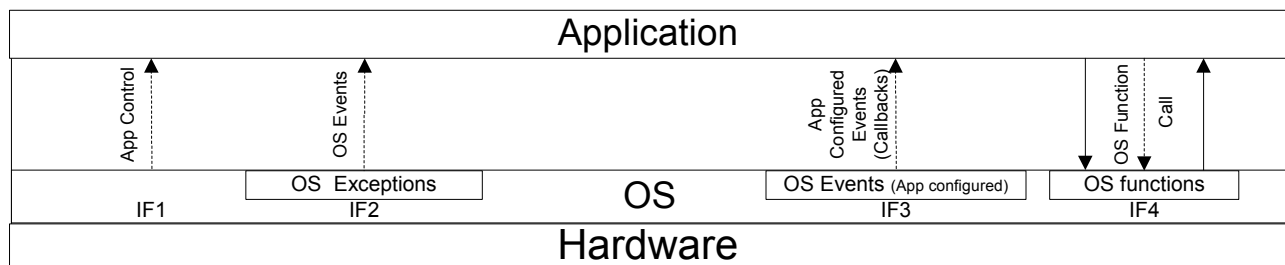 Application
App Control
OS Events
App
Configured
Events
(Callbacks)
OS Function
Call
OS Exceptions
OS Events (App configured)
OS functions
IF1
IF2
OS
IF3
IF4
Hardware